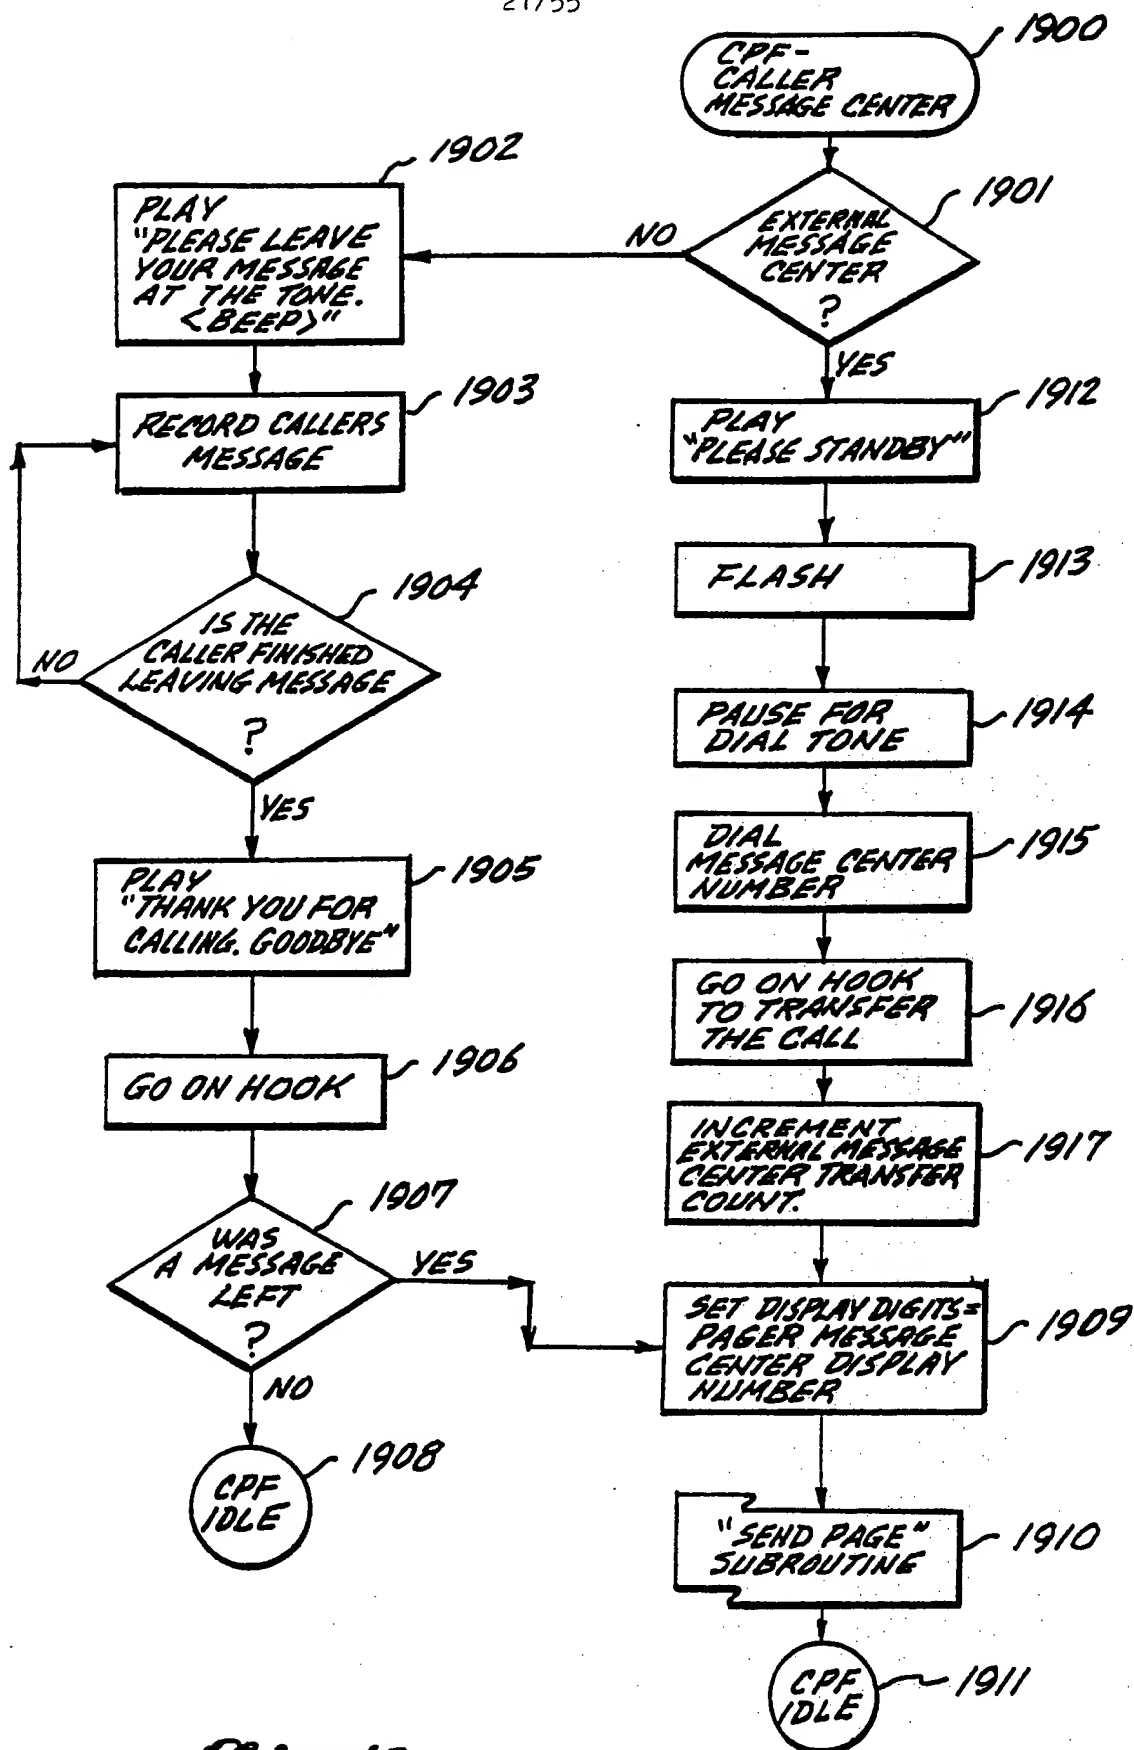 1900
CPF-
CALLER
MESSAGE CENTER
1901
EXTERNAL
MESSAGE
CENTER
?
NO
YES
1902
PLAY
"PLEASE LEAVE
YOUR MESSAGE
AT THE TONE.
<BEEP>"
1903
RECORD CALLERS
MESSAGE
1904
IS THE
CALLER FINISHED
LEAVING MESSAGE
?
NO
YES
1905
PLAY
"THANK YOU FOR
CALLING. GOODBYE"
1906
GO ON HOOK
1907
WAS
A MESSAGE
LEFT
?
YES
NO
1908
CPF
IDLE
1912
PLAY
"PLEASE STANDBY"
1913
FLASH
1914
PAUSE FOR
DIAL TONE
1915
DIAL
MESSAGE CENTER
NUMBER
1916
GO ON HOOK
TO TRANSFER
THE CALL
1917
INCREMENT
EXTERNAL MESSAGE
CENTER TRANSFER
COUNT.
1909
SET DISPLAY DIGITS=
PAGER MESSAGE
CENTER DISPLAY
NUMBER
1910
"SEND PAGE"
SUBROUTINE
1911
CPF
IDLE